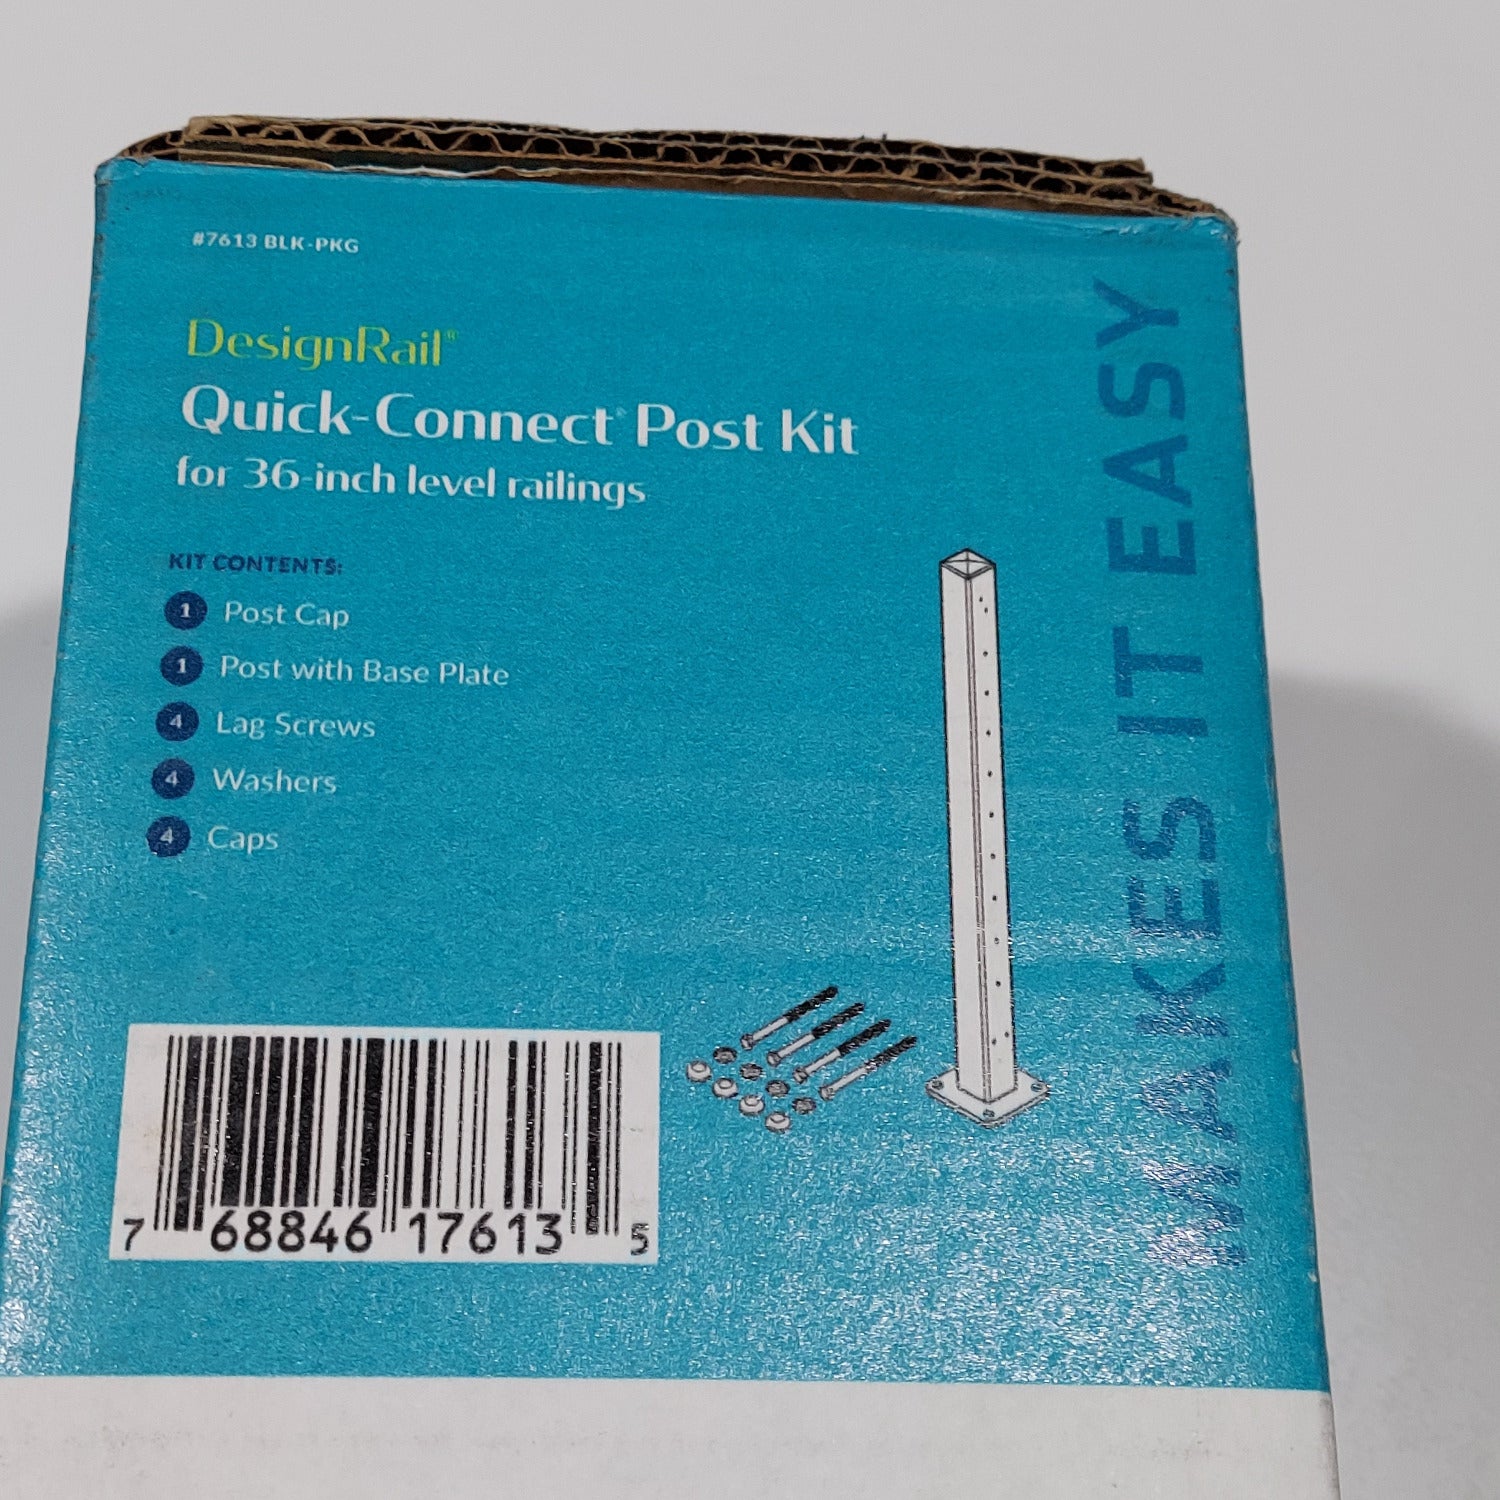 #7613 BLK-PKG
DesignRail®
Quick-Connect® Post Kit
for 36-inch level railings
KIT CONTENTS:
1 Post Cap
1 Post with Base Plate
4 Lag Screws
4 Washers
4 Caps
7 68846 17613 5
MAKES IT EASY